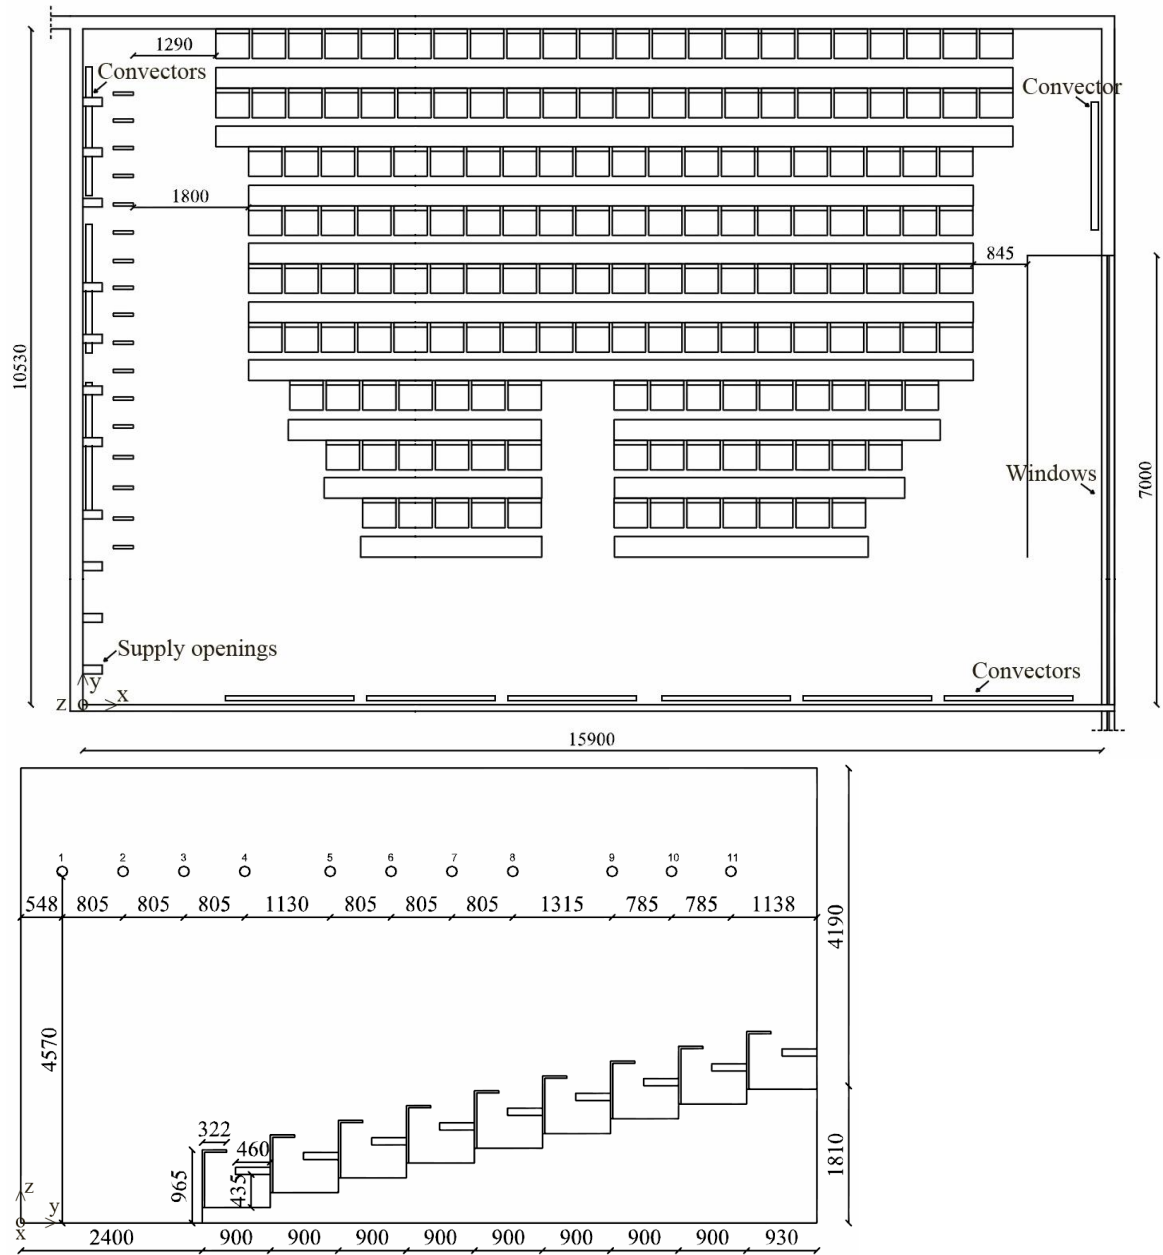 1290
Convectors
Convector
1800
845
10530
7000
Windows
Supply openings
y
z x
Convectors
15900
1 2 3 4 5 6 7 8 9 10 11
548 805 805 805 1130 805 805 805 1315 785 785 1138
4190
4570
322
460
965
435
1810
z
y
x
2400 900 900 900 900 900 900 900 900 930